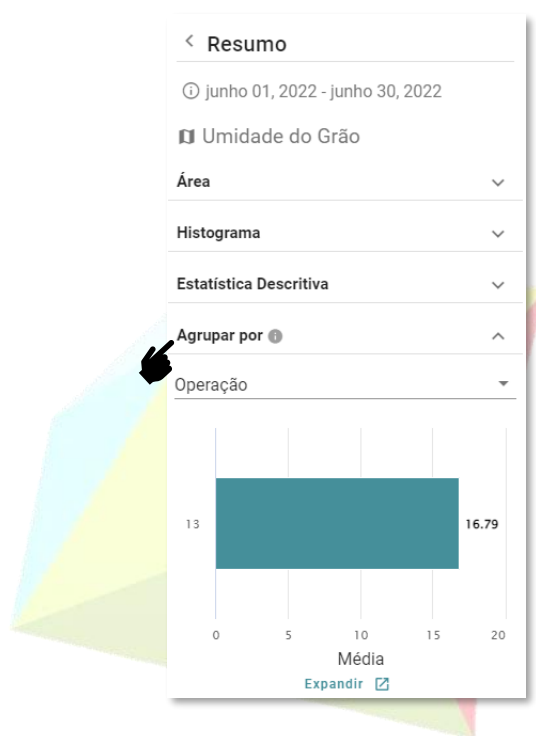 Resumo
junho 01, 2022 - junho 30, 2022
Umidade do Grão
Área
Histograma
Estatística Descritiva
Agrupar por
Operação
13
16.79
0 5 10 15 20
Média
Expandir